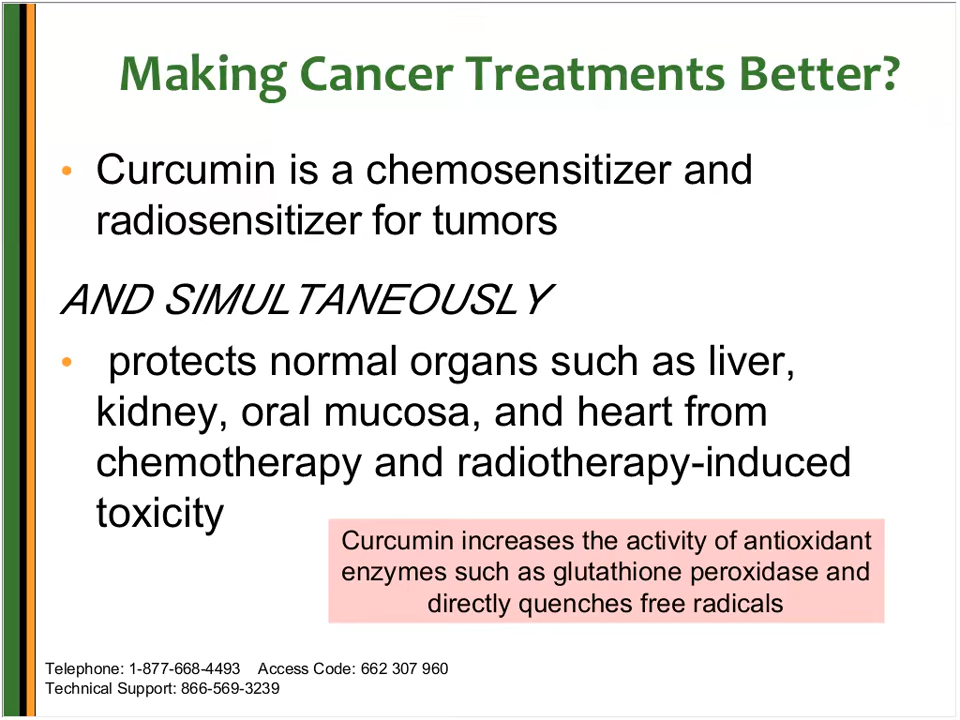 Making Cancer Treatments Better?
• Curcumin is a chemosensitizer and
radiosensitizer for tumors
AND SIMULTANEOUSLY
• protects normal organs such as liver,
kidney, oral mucosa, and heart from
chemotherapy and radiotherapy-induced
toxicity
Curcumin increases the activity of antioxidant
enzymes such as glutathione peroxidase and
directly quenches free radicals
Telephone: 1-877-668-4493 Access Code: 662 307 960
Technical Support: 866-569-3239